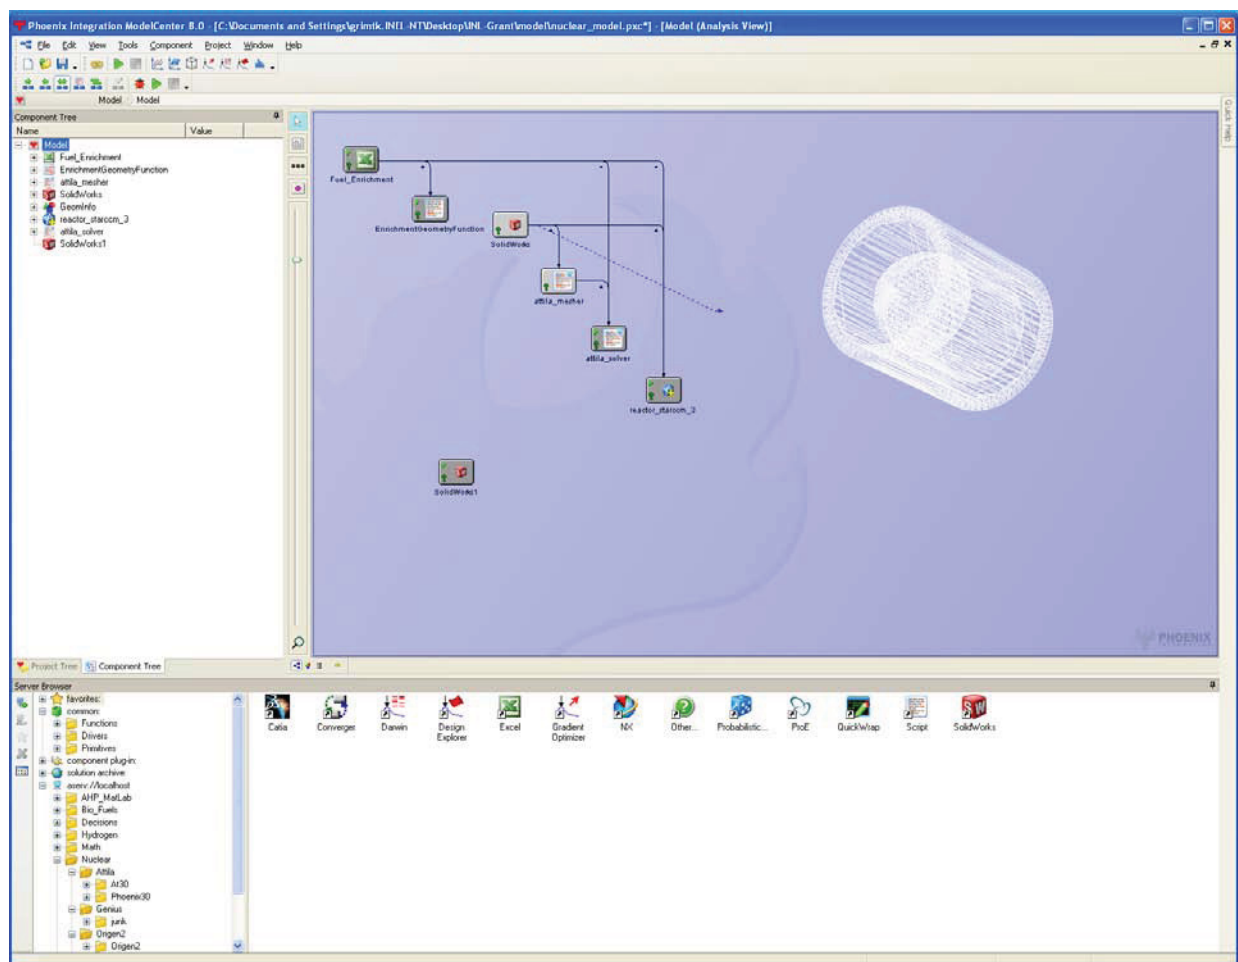 Phoenix Integration ModelCenter 8.0 - [C:\Documents and Settings\grimtk.INEL-NT\Desktop\INL-Grant\model\nuclear_model.pxc*] - [Model (Analysis View)]
File Edit View Tools Component Project Window Help
Model Model
Component Tree
Name Value
Model
Fuel_Enrichment
EnrichmentGeometryFunction
attila_mesher
SolidWorks
GeomInfo
reactor_starccm_3
attila_solver
SolidWorks1
Quick Help
Fuel_Enrichment
EnrichmentGeometryFunction
SolidWorks
attila_mesher
attila_solver
reactor_starccm_3
SolidWorks1
PHOENIX
Project Tree Component Tree
Server Browser
favorites:
common:
Functions
Drivers
Primitives
component plug-in:
solution archive:
aserv://localhost
AHP_MatLab
Bio_Fuels
Decisions
Hydrogen
Math
Nuclear
Attila
At30
Phoenix30
Genius
junk
Origen2
Origen2
Catia Converger Darwin Design Explorer Excel Gradient Optimizer NX Other... Probabilistic... ProE QuickWrap Script SolidWorks